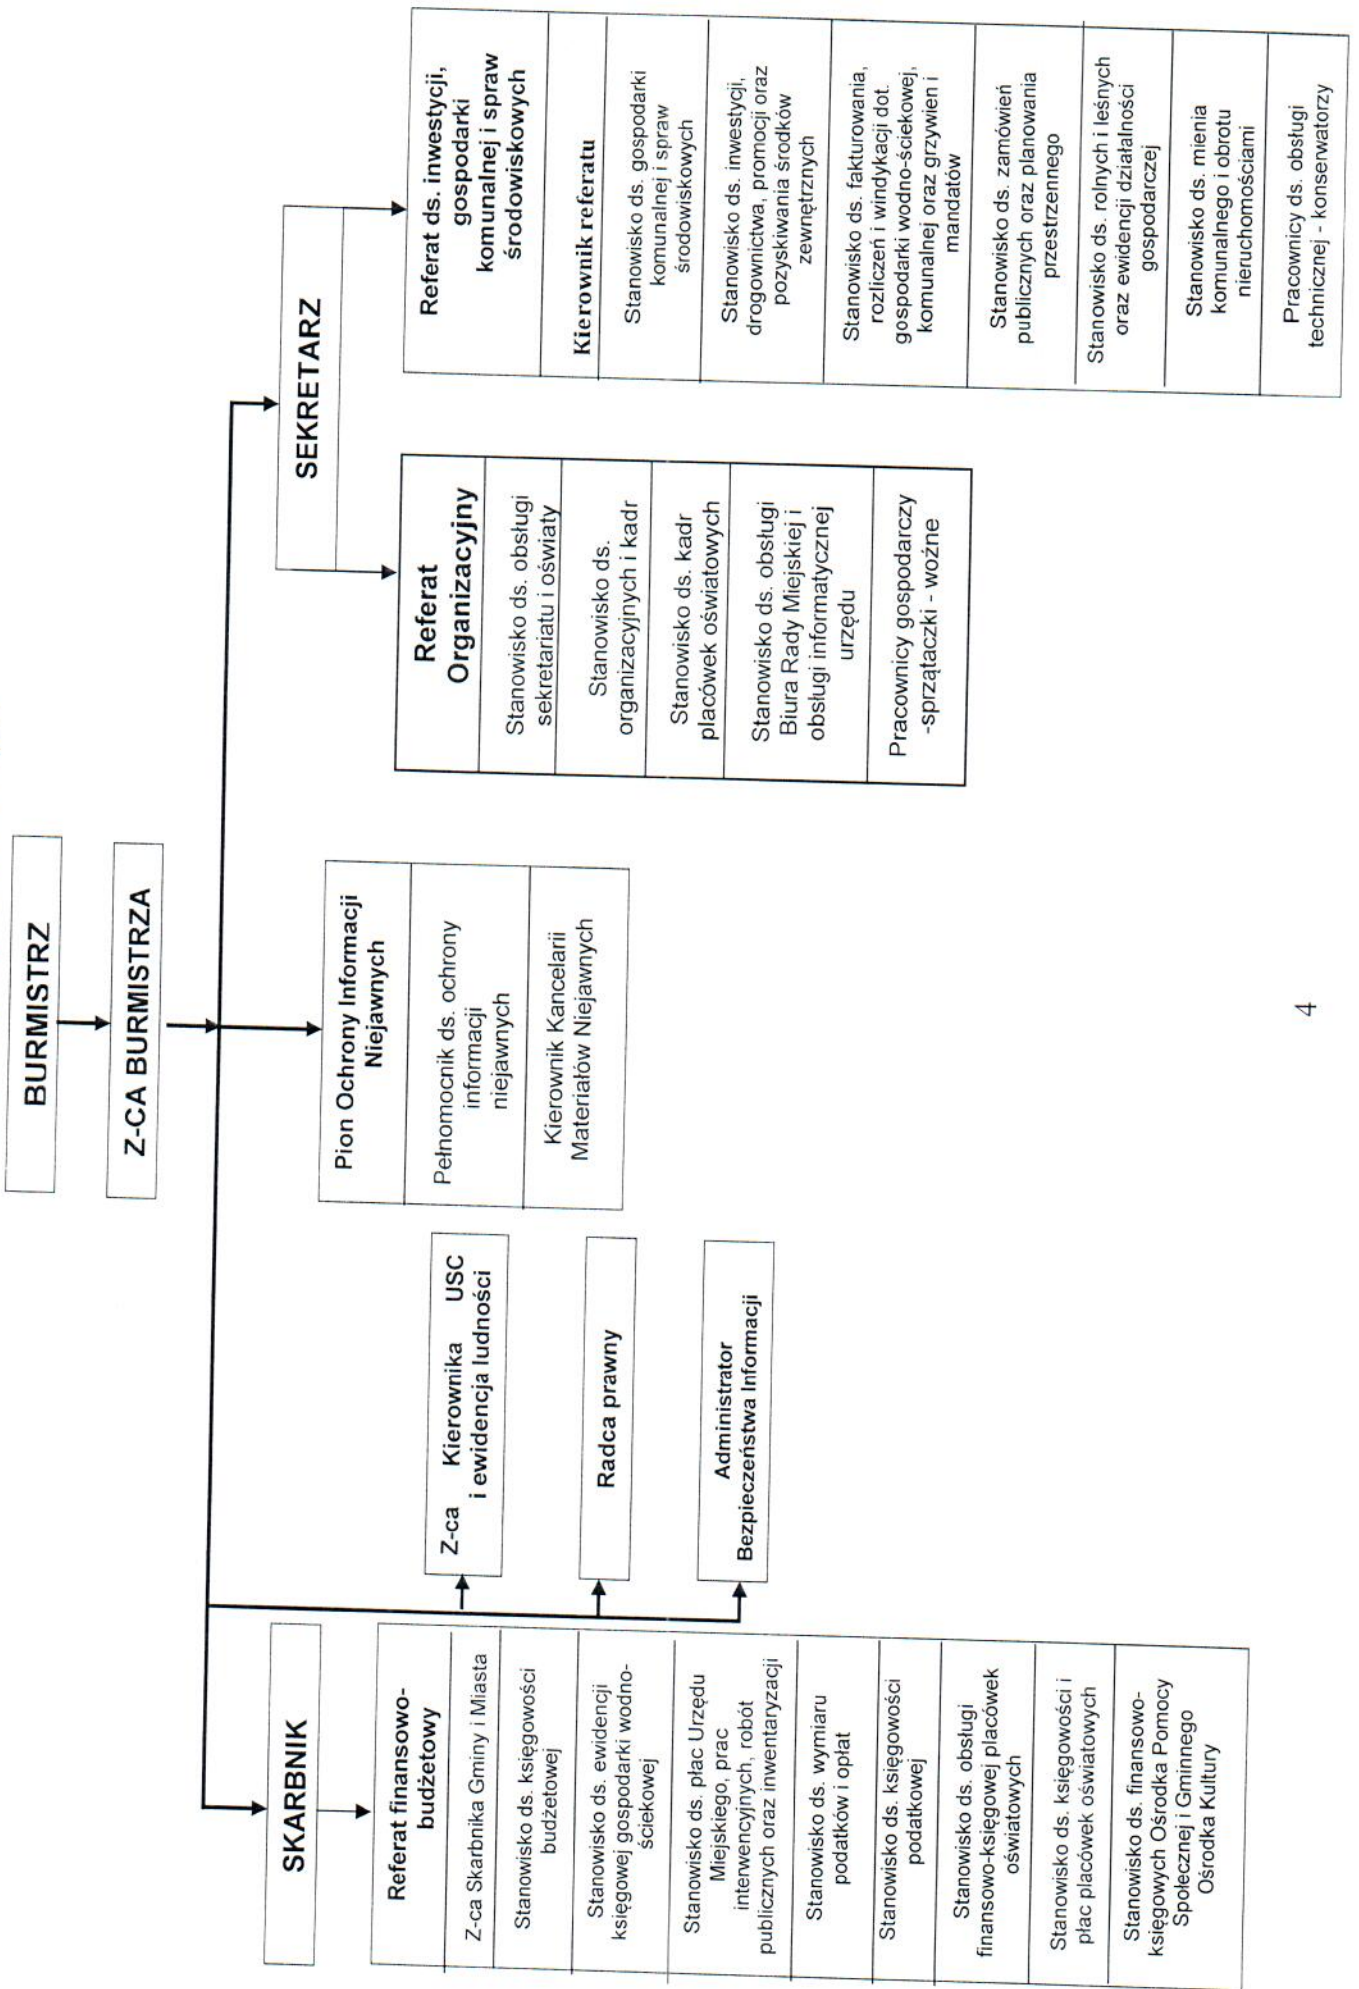 BURMISTRZ
Z-CA BURMISTRZA
SKARBNIK
Referat finansowo-
budżetowy
Z-ca Skarbnika Gminy i Miasta
Stanowisko ds. księgowości
budżetowej
Stanowisko ds. ewidencji
księgowej gospodarki wodno-
ściekowej
Stanowisko ds. płac Urzędu
Miejskiego, prac
interwencyjnych, robót
publicznych oraz inwentaryzacji
Stanowisko ds. wymiaru
podatków i opłat
Stanowisko ds. księgowości
podatkowej
Stanowisko ds. obsługi
finansowo-księgowej placówek
oświatowych
Stanowisko ds. księgowości i
płac placówek oświatowych
Stanowisko ds. finansowo-
księgowych Ośrodka Pomocy
Społecznej i Gminnego
Ośrodka Kultury
Z-ca Kierownika USC
i ewidencja ludności
Radca prawny
Administrator
Bezpieczeństwa Informacji
Pion Ochrony Informacji
Niejawnych
Pełnomocnik ds. ochrony
informacji
niejawnych
Kierownik Kancelarii
Materiałów Niejawnych
SEKRETARZ
Referat
Organizacyjny
Stanowisko ds. obsługi
sekretariatu i oświaty
Stanowisko ds.
organizacyjnych i kadr
Stanowisko ds. kadr
placówek oświatowych
Stanowisko ds. obsługi
Biura Rady Miejskiej i
obsługi informatycznej
urzędu
Pracownicy gospodarczy
-sprzątaczki - woźne
Referat ds. inwestycji,
gospodarki
komunalnej i spraw
środowiskowych
Kierownik referatu
Stanowisko ds. gospodarki
komunalnej i spraw
środowiskowych
Stanowisko ds. inwestycji,
drogownictwa, promocji oraz
pozyskiwania środków
zewnętrznych
Stanowisko ds. fakturowania,
rozliczeń i windykacji dot.
gospodarki wodno-ściekowej,
komunalnej oraz grzywien i
mandatów
Stanowisko ds. zamówień
publicznych oraz planowania
przestrzennego
Stanowisko ds. rolnych i leśnych
oraz ewidencji działalności
gospodarczej
Stanowisko ds. mienia
komunalnego i obrotu
nieruchomościami
Pracownicy ds. obsługi
technicznej - konserwatorzy
4